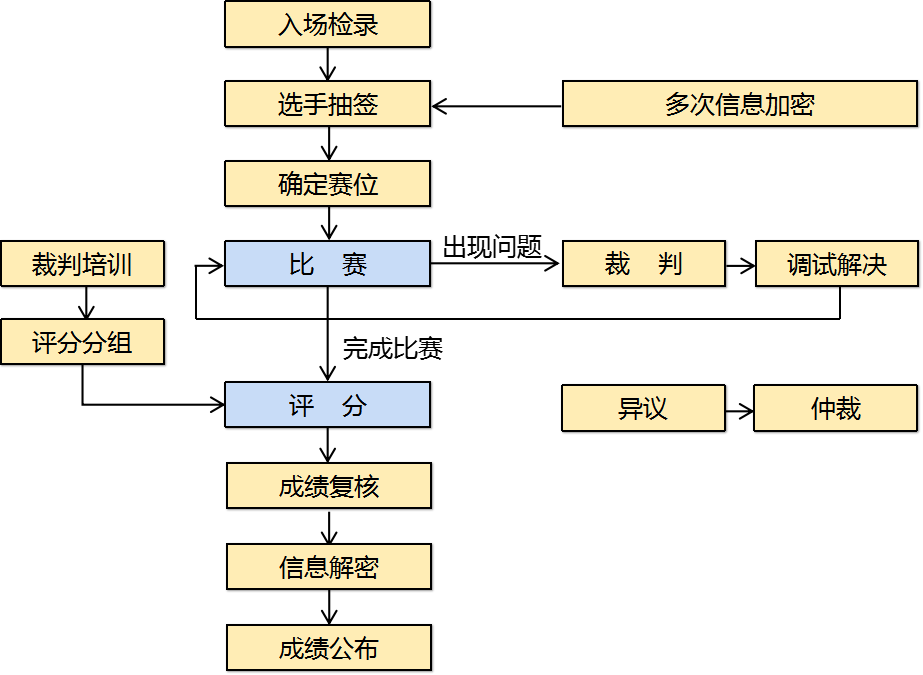 入场检录
选手抽签
多次信息加密
确定赛位
裁判培训
比 赛
出现问题
裁 判
调试解决
评分分组
完成比赛
评 分
异议
仲裁
成绩复核
信息解密
成绩公布